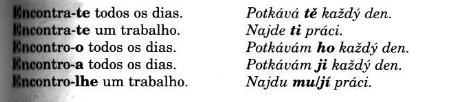 Encontra-te todos os dias. Potkává tě každý den.
Encontra-te um trabalho. Najde ti práci.
Encontro-o todos os dias. Potkávám ho každý den.
Encontro-a todos os dias. Potkávám ji každý den.
Encontro-lhe um trabalho. Najdu mu/jí práci.